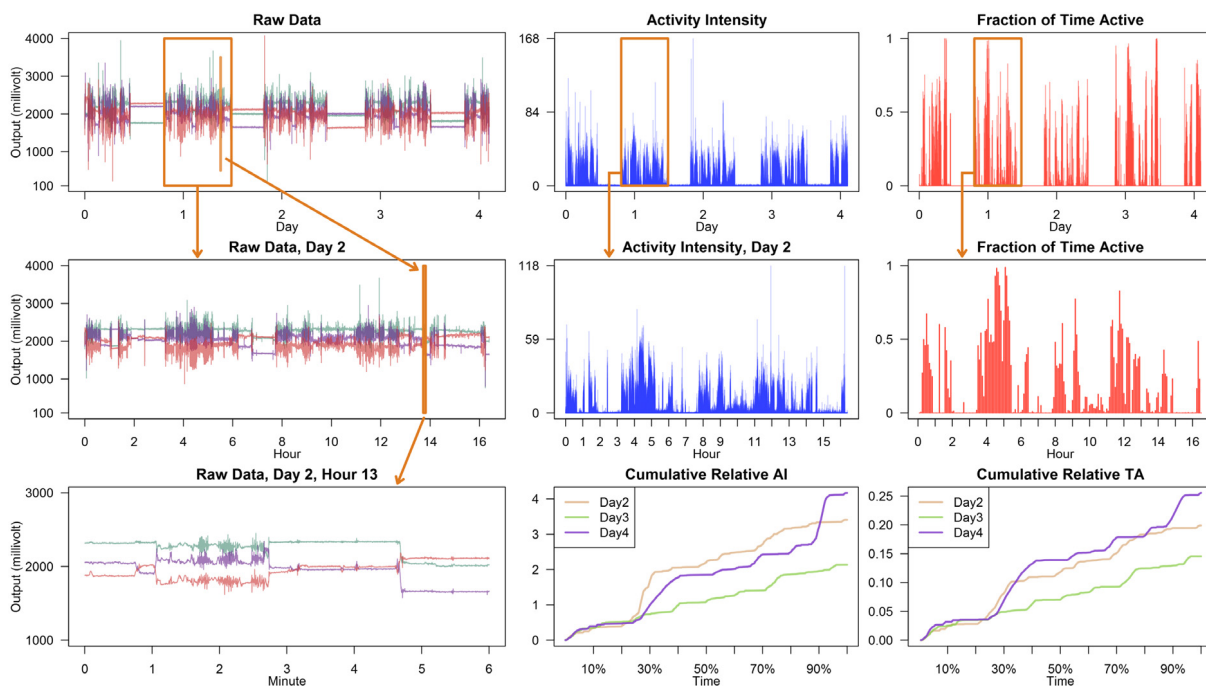 Raw Data
Activity Intensity
Fraction of Time Active
Output (millivolt)
4000
3000
2000
1000
100
0 1 2 3 4
Day
168
84
0
0 1 2 3 4
Day
1
0.5
0
0 1 2 3 4
Day
Raw Data, Day 2
Activity Intensity, Day 2
Fraction of Time Active
Output (millivolt)
4000
3000
2000
1000
100
0 2 4 6 8 10 12 14 16
Hour
118
59
0
0 1 2 3 4 5 6 7 8 9 11 13 15
Hour
1
0.5
0
0 2 4 6 8 10 12 14 16
Hour
Raw Data, Day 2, Hour 13
Cumulative Relative AI
Cumulative Relative TA
Output (millivolt)
3000
2000
1000
0 1 2 3 4 5 6
Minute
4
3
2
1
0
Day2
Day3
Day4
10% 30% 50% 70% 90%
Time
0.25
0.20
0.15
0.10
0.05
0.00
Day2
Day3
Day4
10% 30% 50% 70% 90%
Time